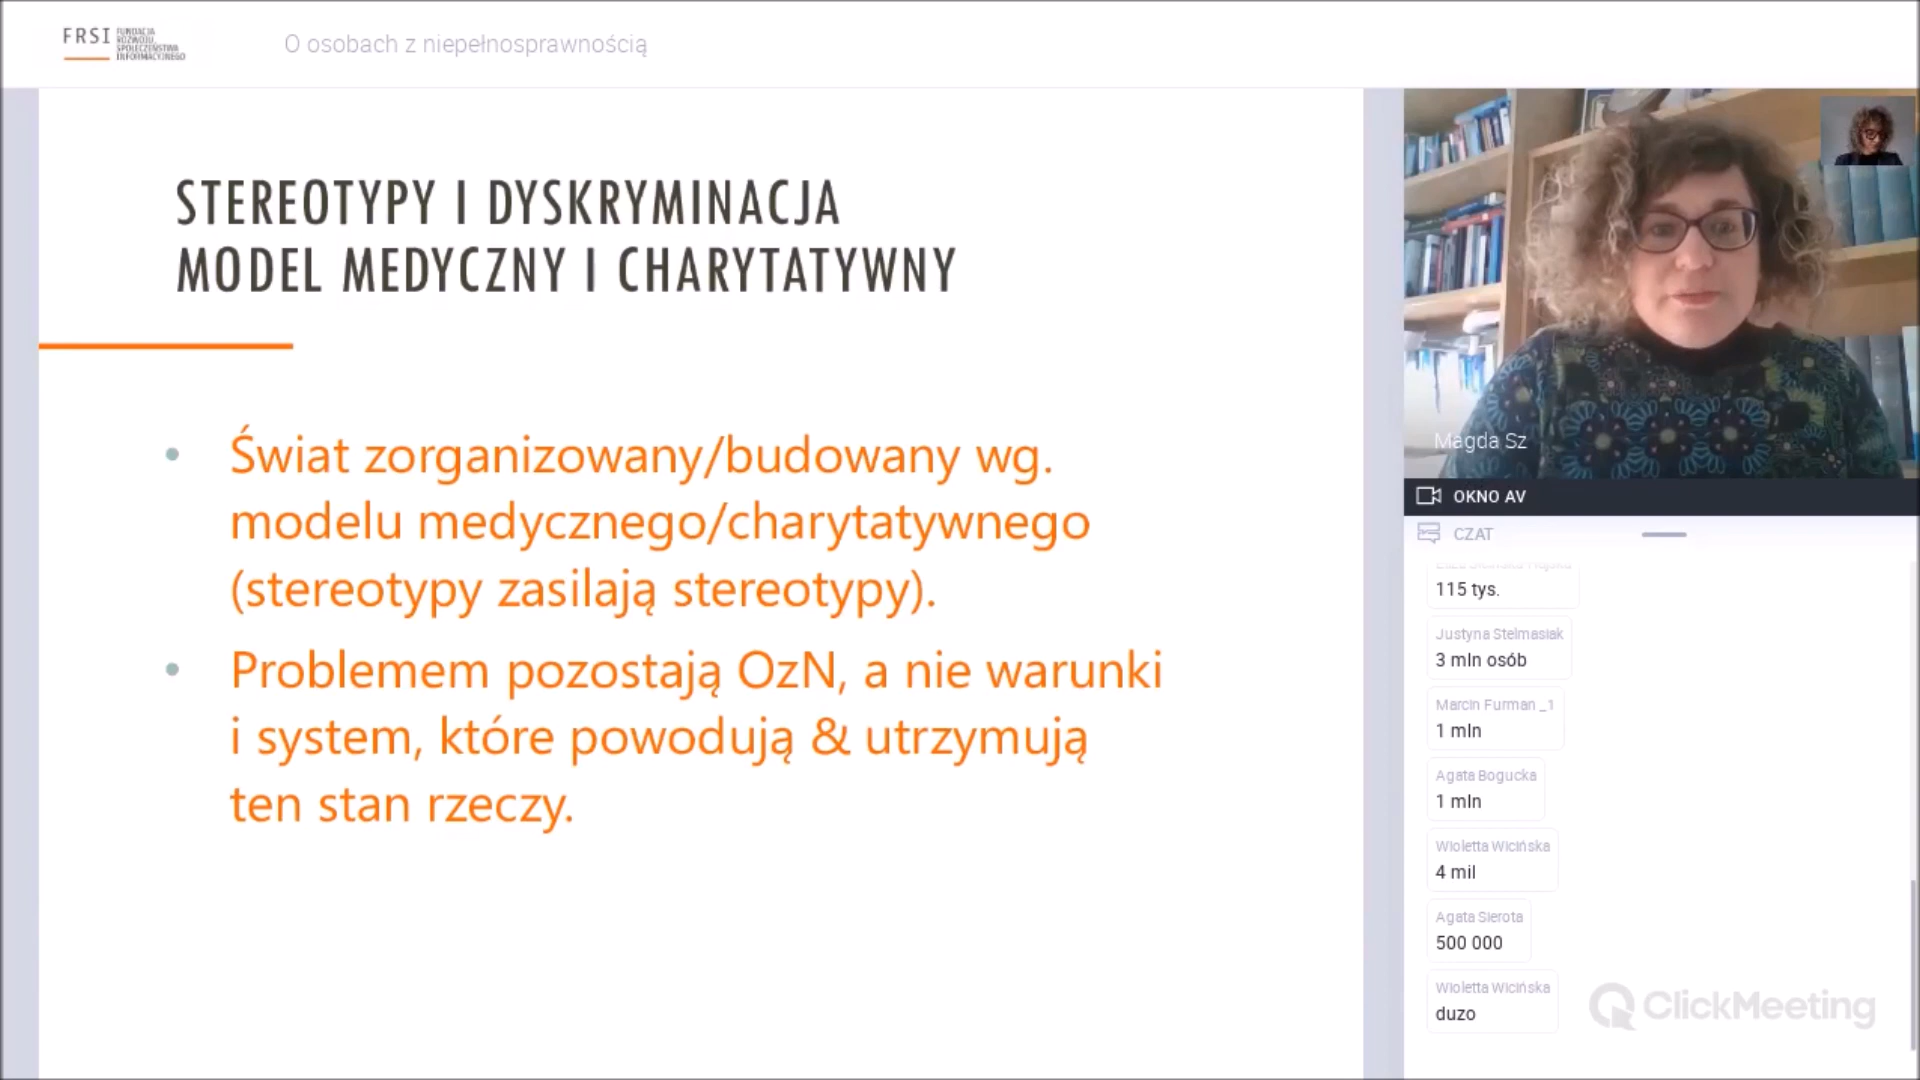 FRSI
FUNDACJA
ROZWOJU
SPOŁECZEŃSTWA
INFORMACYJNEGO
O osobach z niepełnosprawnością
STEREOTYPY I DYSKRYMINACJA
MODEL MEDYCZNY I CHARYTATYWNY
• Świat zorganizowany/budowany wg.
modelu medycznego/charytatywnego
(stereotypy zasilają stereotypy).
• Problemem pozostają OzN, a nie warunki
i system, które powodują & utrzymują
ten stan rzeczy.
Magda Sz
OKNO AV
CZAT
115 tys.
Justyna Stelmasiak
3 mln osób
Marcin Furman _1
1 mln
Agata Bogucka
1 mln
Wioletta Wicińska
4 mil
Agata Sierota
500 000
Wioletta Wicińska
duzo
ClickMeeting